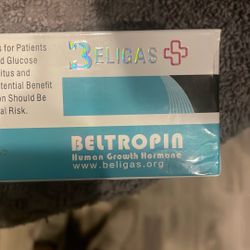 s for Patients
d Glucose
itus and
tential Benefit
on Should Be
al Risk.
BELIGAS
BELTROPIN
Human Growth Hormone
www.beligas.org